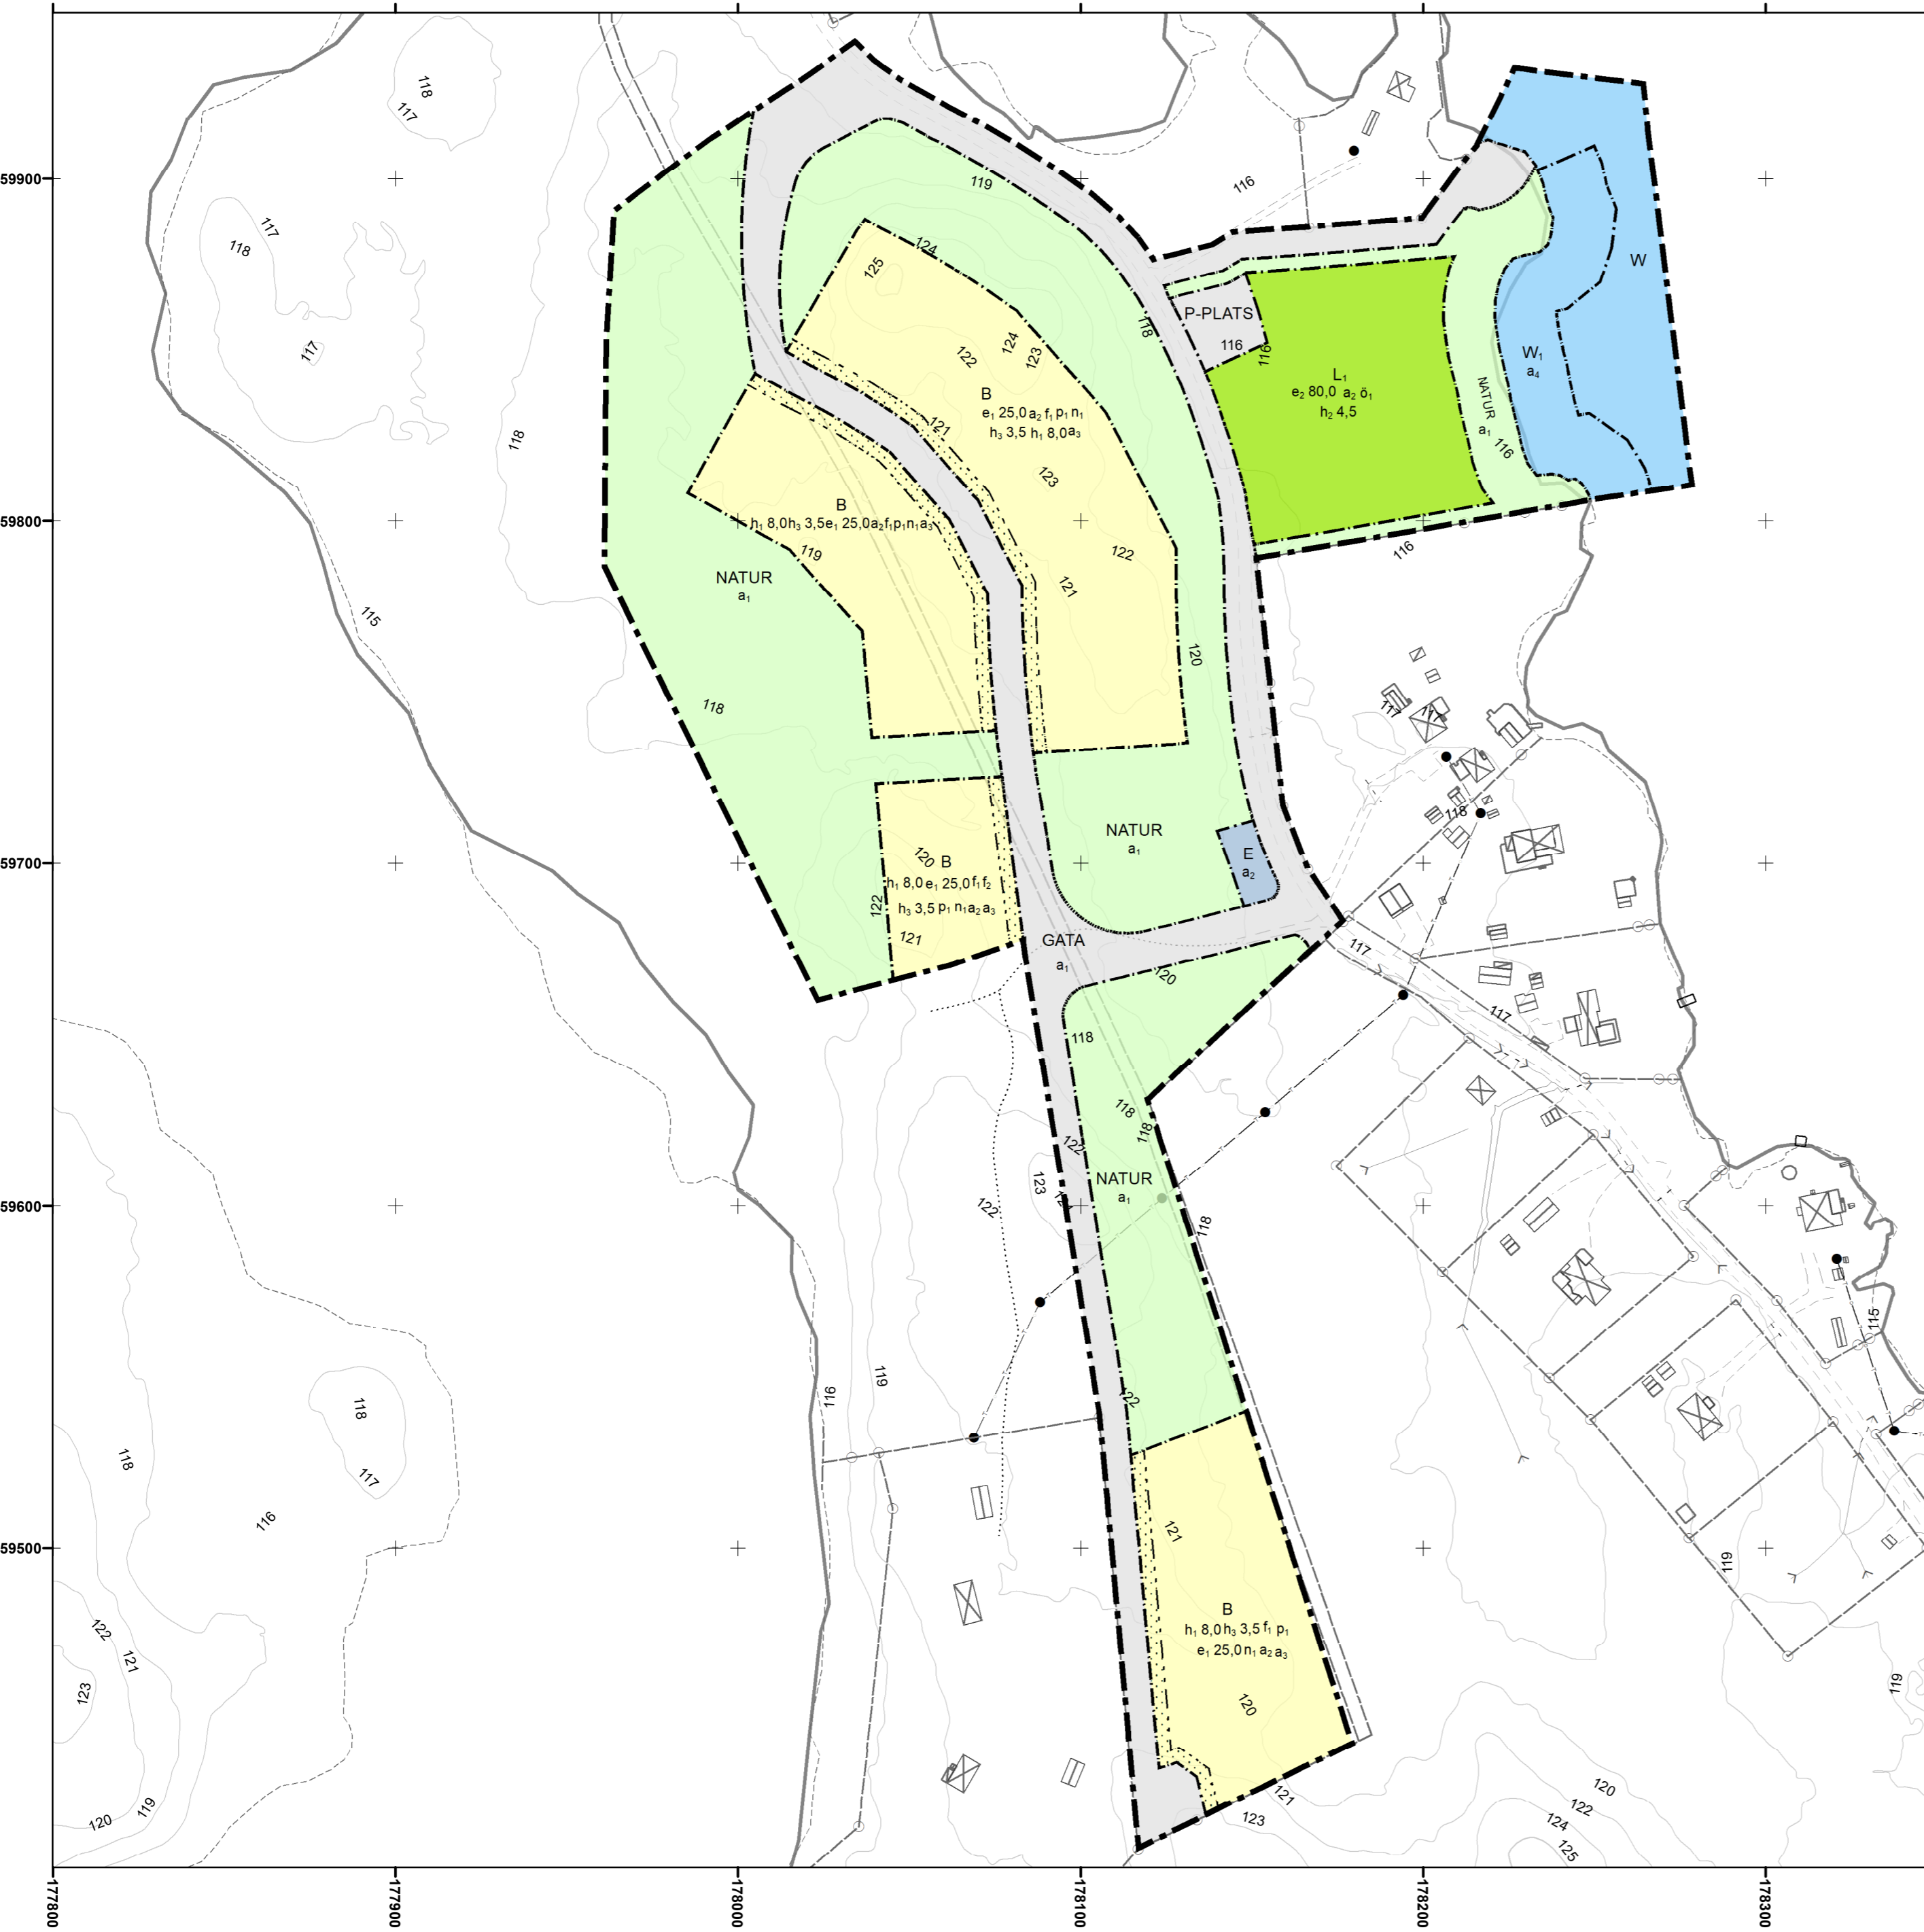 118
117
59900
119
116
117
118
W
124
125
P-PLATS
118
116
116
124
123
122
117
W₁
a₄
L₁
e₂ 80,0 a₂ ö₁
h₂ 4,5
NATUR
a₁
116
B
e₁ 25,0 a₂ f₁ p₁ n₁
h₃ 3,5 h₁ 8,0 a₃
121
118
123
B
h₁ 8,0 h₃ 3,5 e₁ 25,0 a₂ f₁ p₁ n₁ a₃
59800
119
122
116
NATUR
a₁
121
115
120
118
117
117
118
NATUR
a₁
E
a₂
59700
120
B
h₁ 8,0 e₁ 25,0 f₁ f₂
h₃ 3,5 p₁ n₁ a₂ a₃
122
121
GATA
a₁
117
120
117
118
118
118
122
123
NATUR
a₁
122
59600
118
115
119
116
122
118
118
117
116
121
59500
119
B
h₁ 8,0 h₃ 3,5 f₁ p₁
e₁ 25,0 n₁ a₂ a₃
122
121
123
120
119
120
119
120
121
123
122
124
125
177800
177900
178000
178100
178200
178300